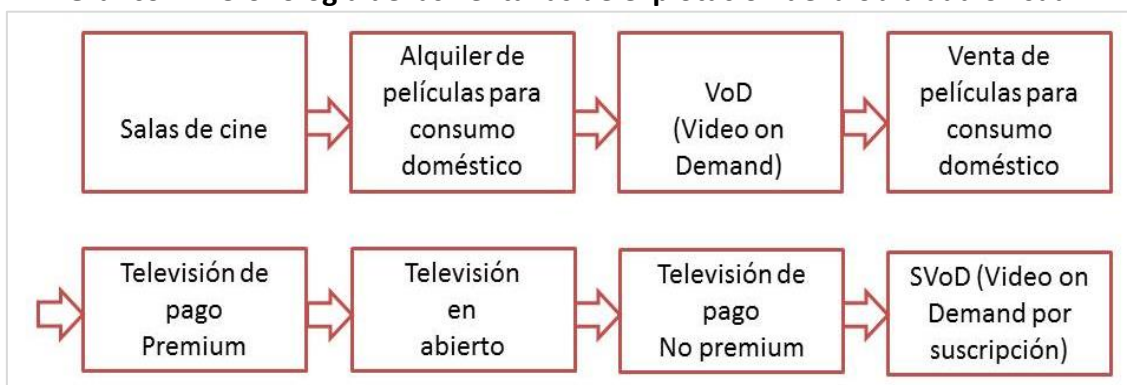 Salas de cine
Alquiler de
películas para
consumo
doméstico
VoD
(Video on
Demand)
Venta de
películas para
consumo
doméstico
Televisión de
pago
Premium
Televisión
en
abierto
Televisión de
pago
No premium
SVoD (Video on
Demand por
suscripción)